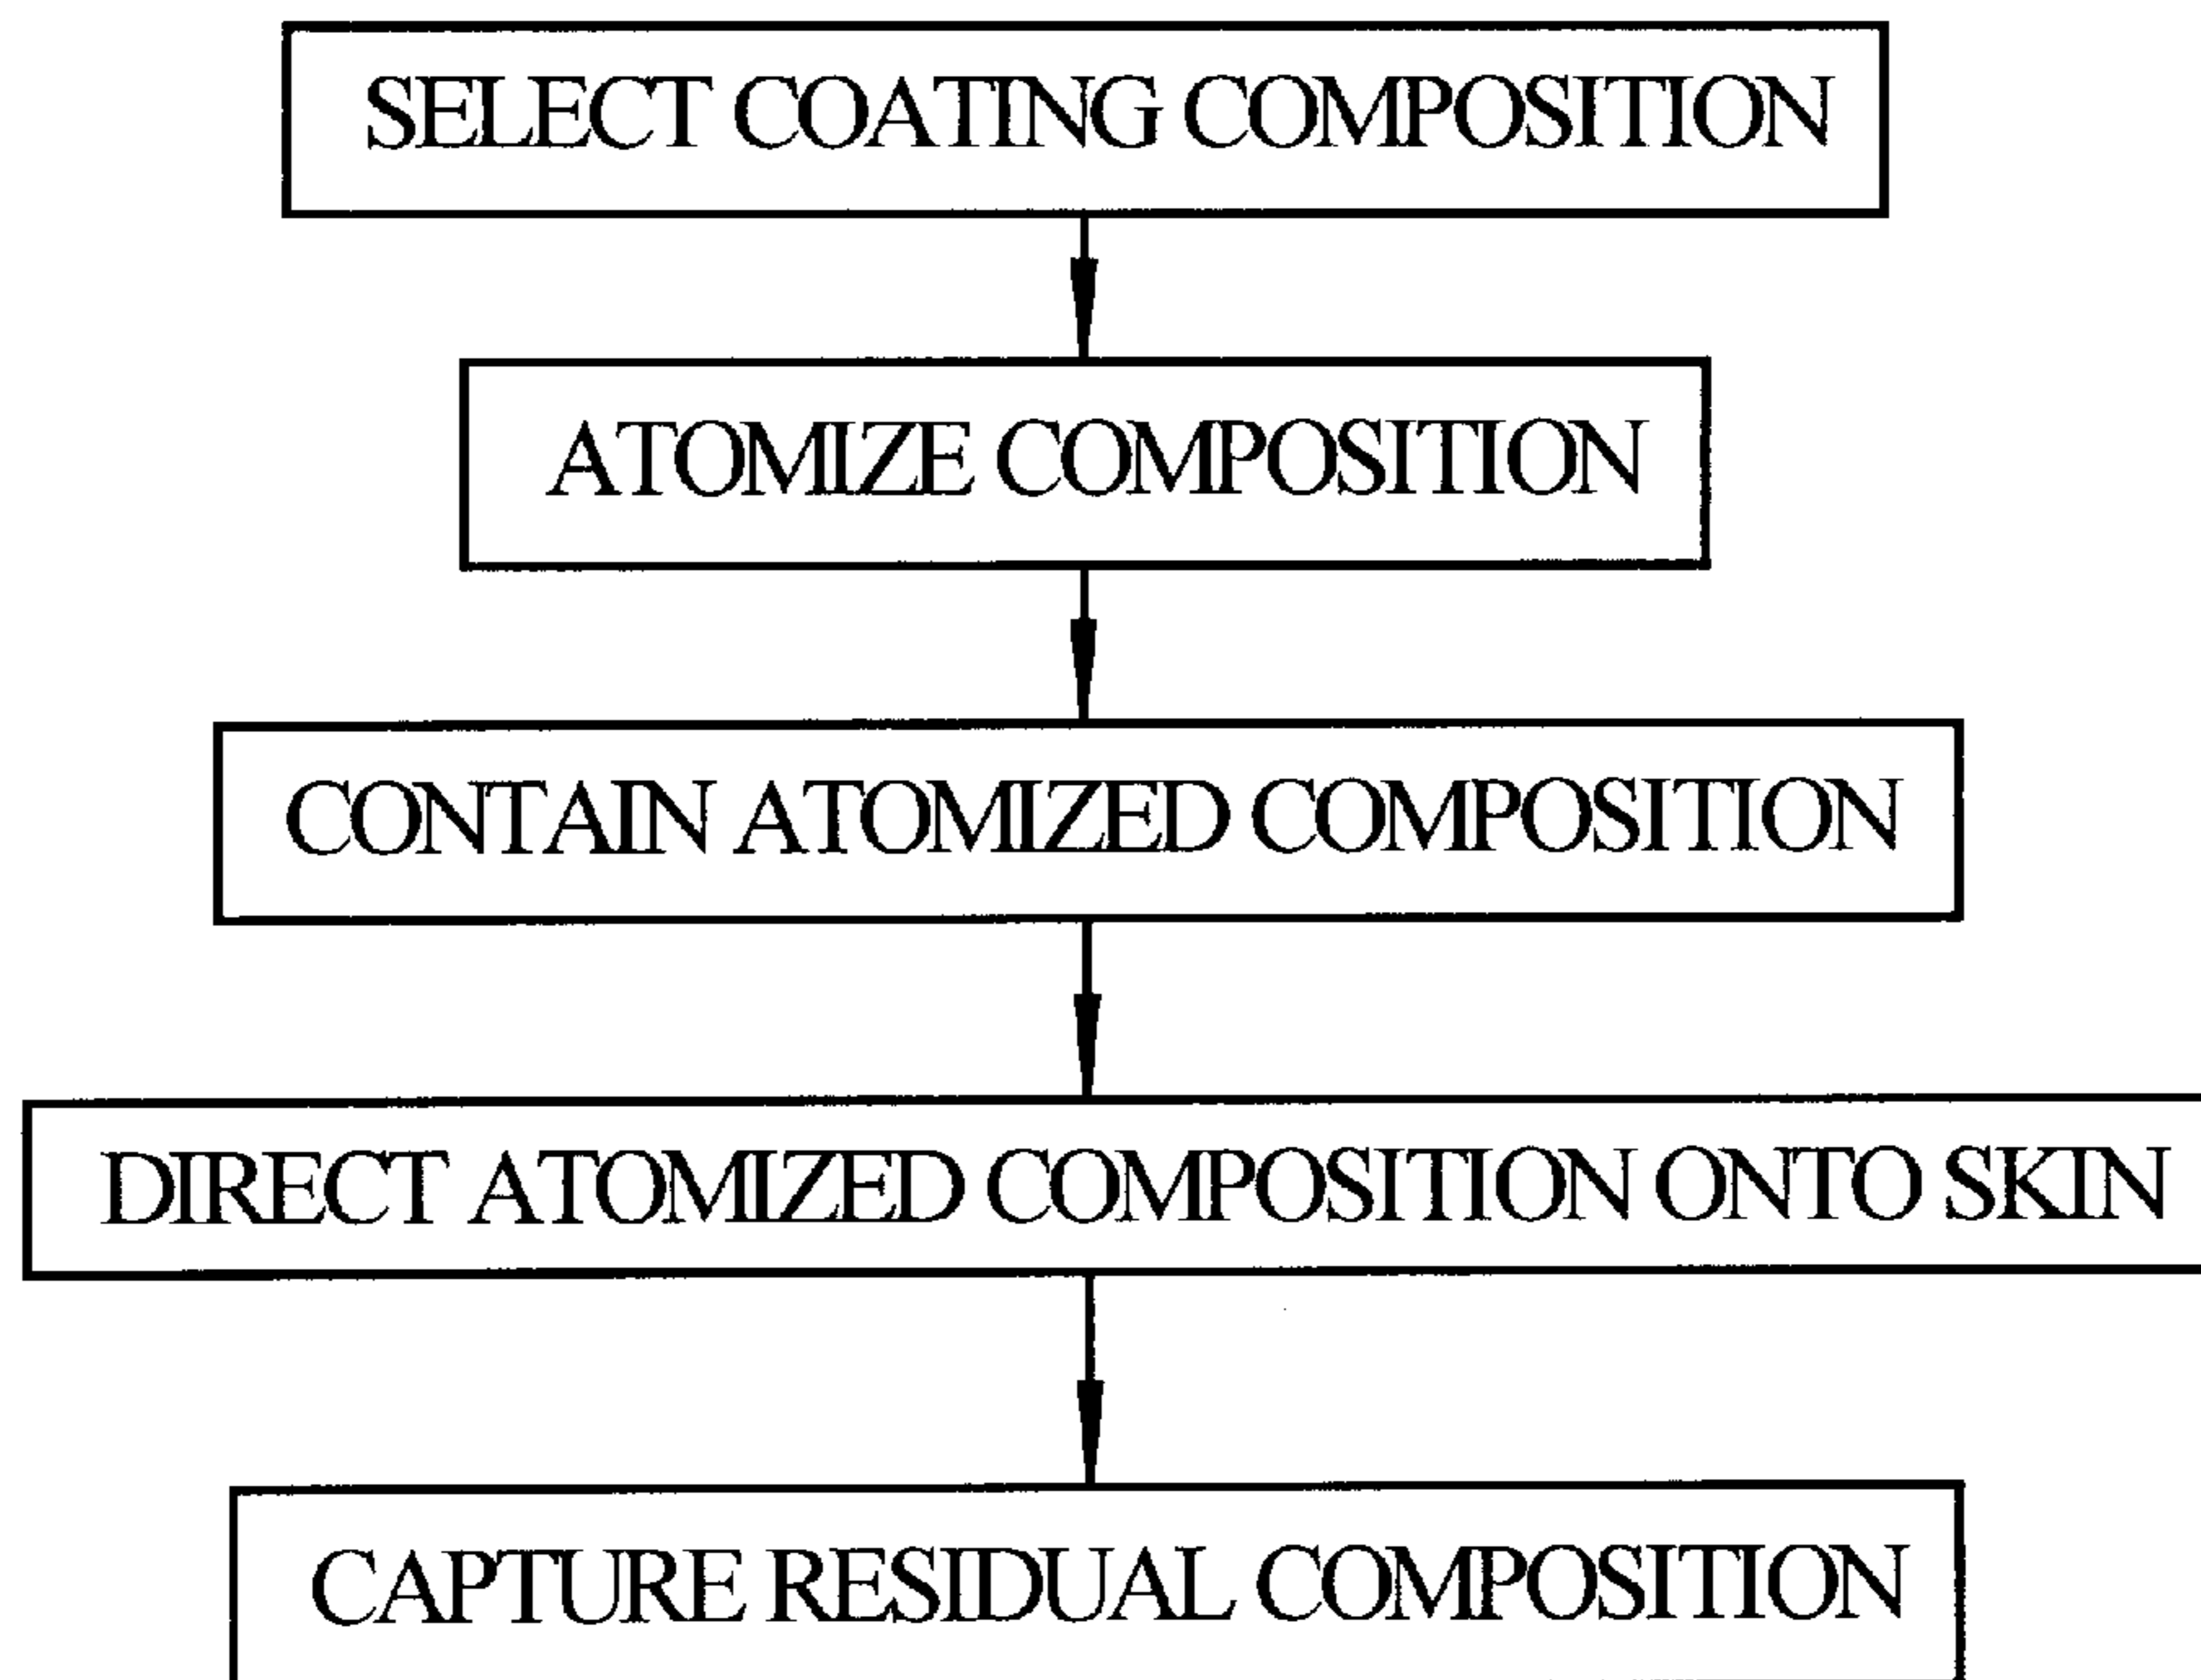 SELECT COATING COMPOSITION
ATOMIZE COMPOSITION
CONTAIN ATOMIZED COMPOSITION
DIRECT ATOMIZED COMPOSITION ONTO SKIN
CAPTURE RESIDUAL COMPOSITION